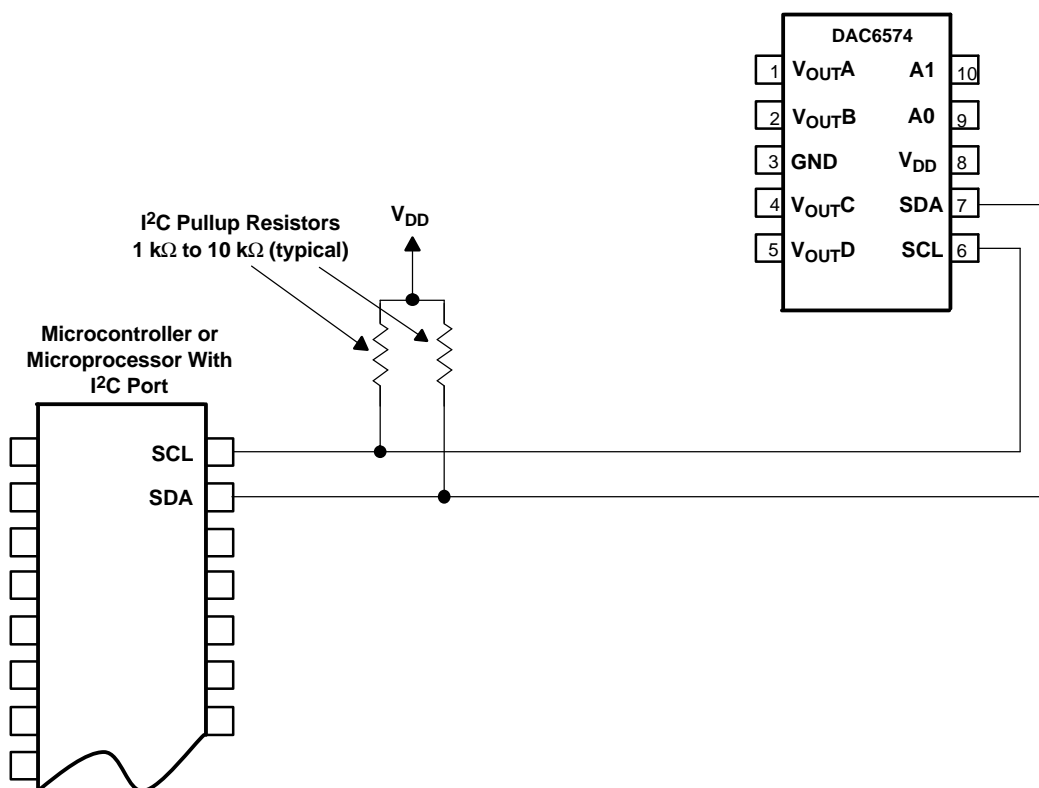 DAC6574
1 VOUTA A1 10
2 VOUTB A0 9
3 GND VDD 8
4 VOUTC SDA 7
5 VOUTD SCL 6
I²C Pullup Resistors
1 kΩ to 10 kΩ (typical)
VDD
Microcontroller or
Microprocessor With
I²C Port
SCL
SDA